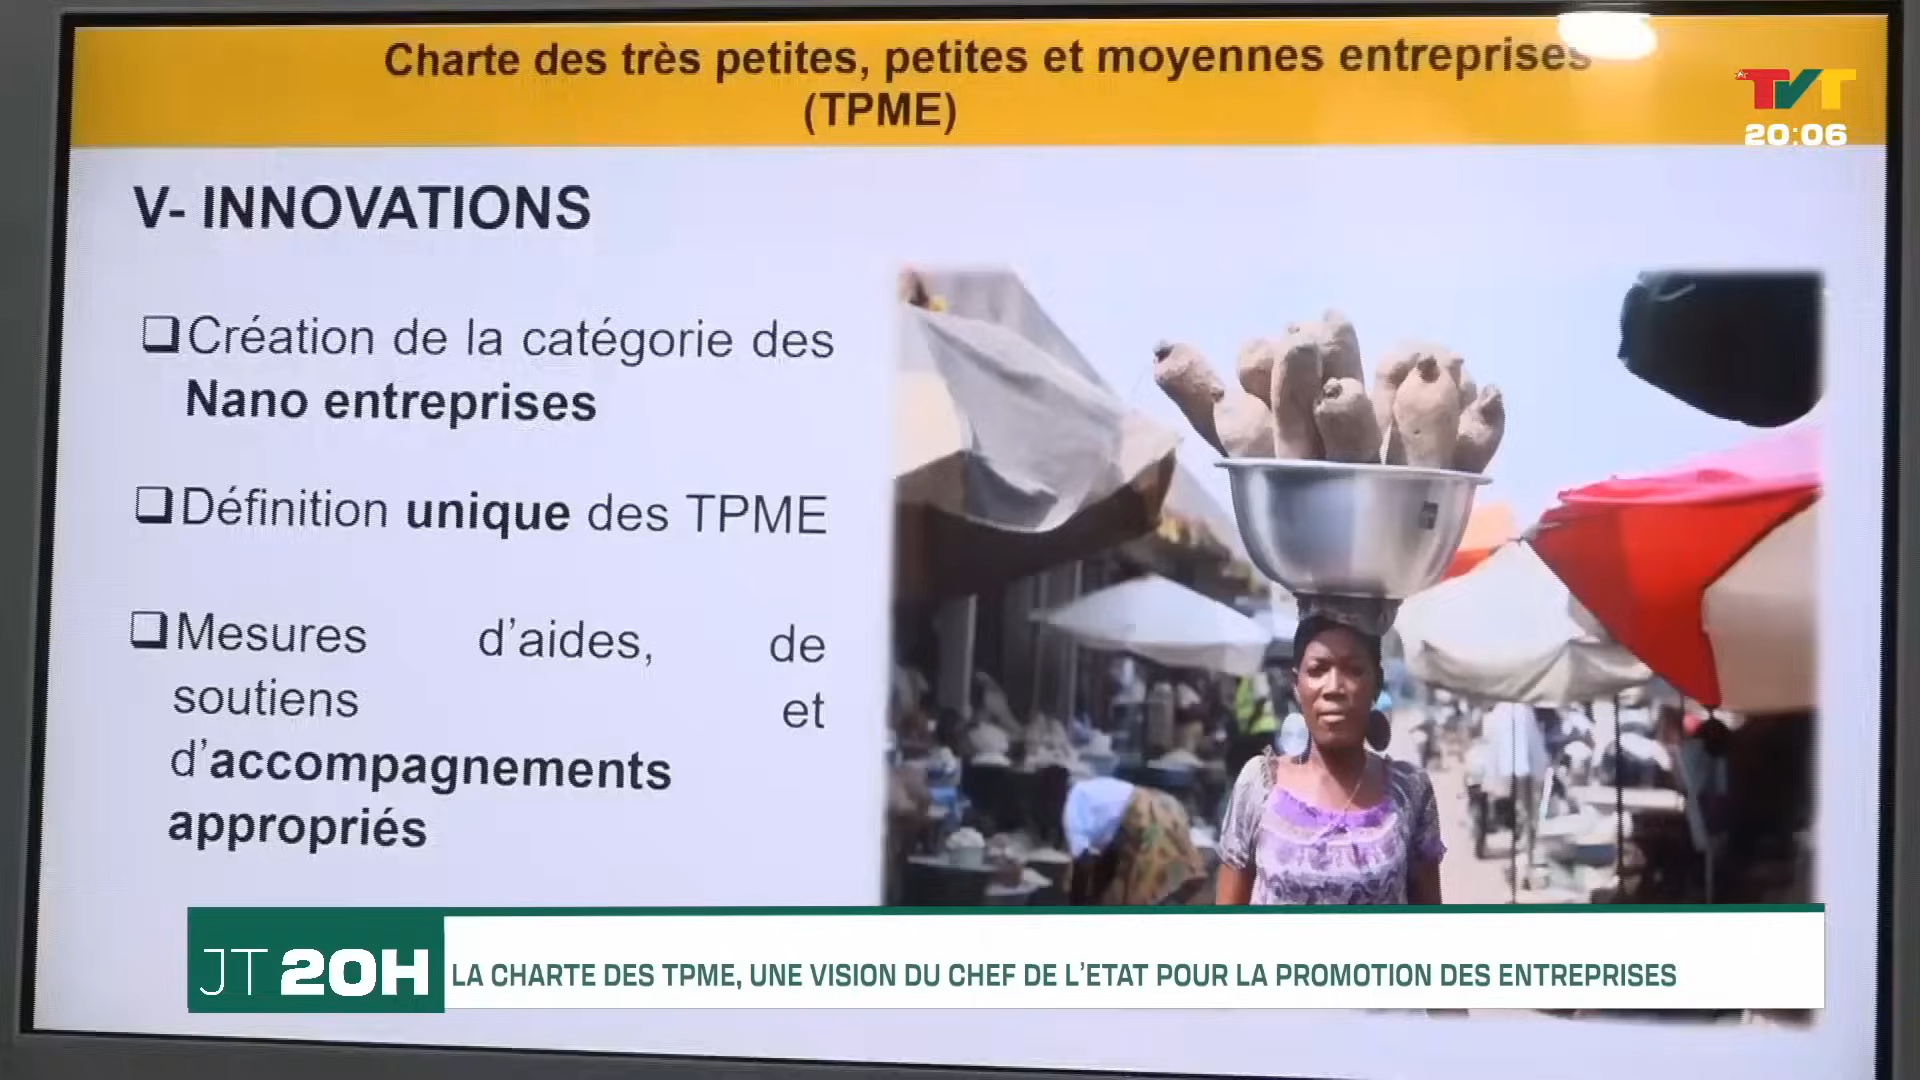 Charte des très petites, petites et moyennes entreprises
(TPME)
TVT
20:06
V- INNOVATIONS
Création de la catégorie des
Nano entreprises
Définition unique des TPME
Mesures d'aides, de
soutiens et
d'accompagnements
appropriés
JT 20H
LA CHARTE DES TPME, UNE VISION DU CHEF DE L'ETAT POUR LA PROMOTION DES ENTREPRISES